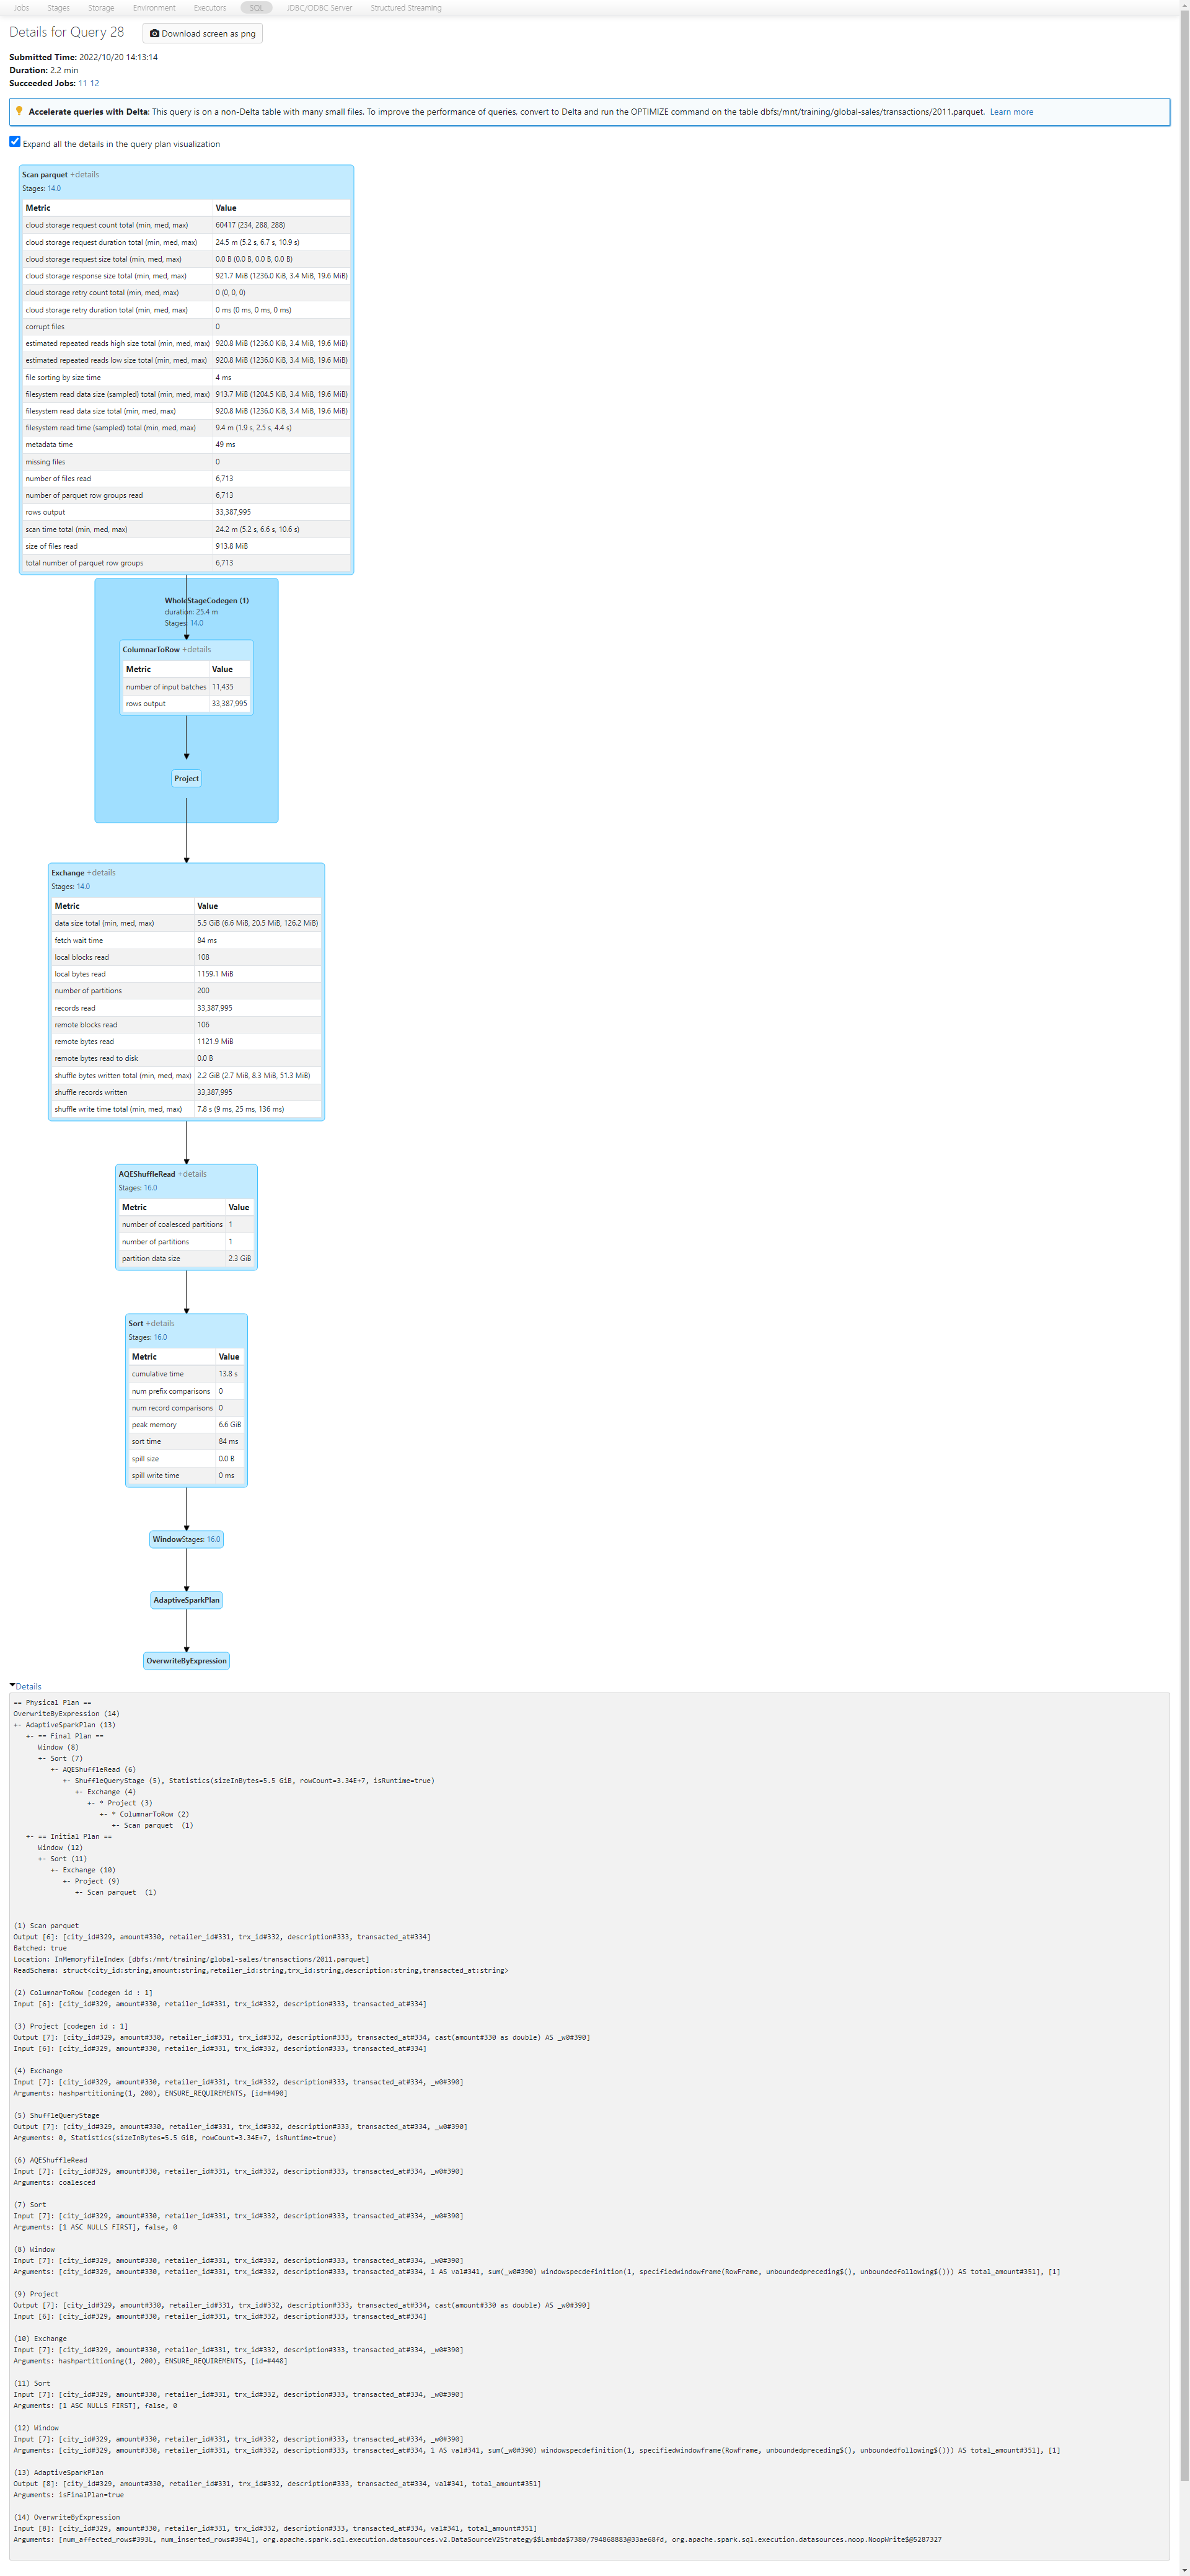 Jobs Stages Storage Environment Executors SQL JDBC/ODBC Server Structured Streaming
Details for Query 28 Download screen as png
Submitted Time: 2022/10/20 14:13:14
Duration: 2.2 min
Succeeded Jobs: 11 12
Accelerate queries with Delta: This query is on a non-Delta table with many small files. To improve the performance of queries, convert to Delta and run the OPTIMIZE command on the table dbfs:/mnt/training/global-sales/transactions/2011.parquet. Learn more
Expand all the details in the query plan visualization
Scan parquet +details
Stages: 14.0
Metric Value
cloud storage request count total (min, med, max) 60417 (234, 288, 288)
cloud storage request duration total (min, med, max) 24.5 m (5.2 s, 6.7 s, 10.9 s)
cloud storage request size total (min, med, max) 0.0 B (0.0 B, 0.0 B, 0.0 B)
cloud storage response size total (min, med, max) 921.7 MiB (1236.0 KiB, 3.4 MiB, 19.6 MiB)
cloud storage retry count total (min, med, max) 0 (0, 0, 0)
cloud storage retry duration total (min, med, max) 0 ms (0 ms, 0 ms, 0 ms)
corrupt files 0
estimated repeated reads high size total (min, med, max) 920.8 MiB (1236.0 KiB, 3.4 MiB, 19.6 MiB)
estimated repeated reads low size total (min, med, max) 920.8 MiB (1236.0 KiB, 3.4 MiB, 19.6 MiB)
file sorting by size time 4 ms
filesystem read data size (sampled) total (min, med, max) 913.7 MiB (1204.5 KiB, 3.4 MiB, 19.6 MiB)
filesystem read data size total (min, med, max) 920.8 MiB (1236.0 KiB, 3.4 MiB, 19.6 MiB)
filesystem read time (sampled) total (min, med, max) 9.4 m (1.9 s, 2.5 s, 4.4 s)
metadata time 49 ms
missing files 0
number of files read 6,713
number of parquet row groups read 6,713
rows output 33,387,995
scan time total (min, med, max) 24.2 m (5.2 s, 6.6 s, 10.6 s)
size of files read 913.8 MiB
total number of parquet row groups 6,713
WholeStageCodegen (1)
duration: 25.4 m
Stages: 14.0
ColumnarToRow +details
Metric Value
number of input batches 11,435
rows output 33,387,995
Project
Exchange +details
Stages: 14.0
Metric Value
data size total (min, med, max) 5.5 GiB (6.6 MiB, 20.5 MiB, 126.2 MiB)
fetch wait time 84 ms
local blocks read 108
local bytes read 1159.1 MiB
number of partitions 200
records read 33,387,995
remote blocks read 106
remote bytes read 1121.9 MiB
remote bytes read to disk 0.0 B
shuffle bytes written total (min, med, max) 2.2 GiB (2.7 MiB, 8.3 MiB, 51.3 MiB)
shuffle records written 33,387,995
shuffle write time total (min, med, max) 7.8 s (9 ms, 25 ms, 136 ms)
AQEShuffleRead +details
Stages: 16.0
Metric Value
number of coalesced partitions 1
number of partitions 1
partition data size 2.3 GiB
Sort +details
Stages: 16.0
Metric Value
cumulative time 13.8 s
num prefix comparisons 0
num record comparisons 0
peak memory 6.6 GiB
sort time 84 ms
spill size 0.0 B
spill write time 0 ms
WindowStages: 16.0
AdaptiveSparkPlan
OverwriteByExpression
Details
== Physical Plan ==
OverwriteByExpression (14)
+- AdaptiveSparkPlan (13)
+- == Final Plan ==
Window (8)
+- Sort (7)
+- AQEShuffleRead (6)
+- ShuffleQueryStage (5), Statistics(sizeInBytes=5.5 GiB, rowCount=3.34E+7, isRuntime=true)
+- Exchange (4)
+- * Project (3)
+- * ColumnarToRow (2)
+- Scan parquet (1)
+- == Initial Plan ==
Window (12)
+- Sort (11)
+- Exchange (10)
+- Project (9)
+- Scan parquet (1)
(1) Scan parquet
Output [6]: [city_id#329, amount#330, retailer_id#331, trx_id#332, description#333, transacted_at#334]
Batched: true
Location: InMemoryFileIndex [dbfs:/mnt/training/global-sales/transactions/2011.parquet]
ReadSchema: struct<city_id:string,amount:string,retailer_id:string,trx_id:string,description:string,transacted_at:string>
(2) ColumnarToRow [codegen id : 1]
Input [6]: [city_id#329, amount#330, retailer_id#331, trx_id#332, description#333, transacted_at#334]
(3) Project [codegen id : 1]
Output [7]: [city_id#329, amount#330, retailer_id#331, trx_id#332, description#333, transacted_at#334, cast(amount#330 as double) AS _w0#390]
Input [6]: [city_id#329, amount#330, retailer_id#331, trx_id#332, description#333, transacted_at#334]
(4) Exchange
Input [7]: [city_id#329, amount#330, retailer_id#331, trx_id#332, description#333, transacted_at#334, _w0#390]
Arguments: hashpartitioning(1, 200), ENSURE_REQUIREMENTS, [id=#490]
(5) ShuffleQueryStage
Output [7]: [city_id#329, amount#330, retailer_id#331, trx_id#332, description#333, transacted_at#334, _w0#390]
Arguments: 0, Statistics(sizeInBytes=5.5 GiB, rowCount=3.34E+7, isRuntime=true)
(6) AQEShuffleRead
Input [7]: [city_id#329, amount#330, retailer_id#331, trx_id#332, description#333, transacted_at#334, _w0#390]
Arguments: coalesced
(7) Sort
Input [7]: [city_id#329, amount#330, retailer_id#331, trx_id#332, description#333, transacted_at#334, _w0#390]
Arguments: [1 ASC NULLS FIRST], false, 0
(8) Window
Input [7]: [city_id#329, amount#330, retailer_id#331, trx_id#332, description#333, transacted_at#334, _w0#390]
Arguments: [city_id#329, amount#330, retailer_id#331, trx_id#332, description#333, transacted_at#334, 1 AS val#341, sum(_w0#390) windowspecdefinition(1, specifiedwindowframe(RowFrame, unboundedpreceding$(), unboundedfollowing$())) AS total_amount#351], [1]
(9) Project
Output [7]: [city_id#329, amount#330, retailer_id#331, trx_id#332, description#333, transacted_at#334, cast(amount#330 as double) AS _w0#390]
Input [6]: [city_id#329, amount#330, retailer_id#331, trx_id#332, description#333, transacted_at#334]
(10) Exchange
Input [7]: [city_id#329, amount#330, retailer_id#331, trx_id#332, description#333, transacted_at#334, _w0#390]
Arguments: hashpartitioning(1, 200), ENSURE_REQUIREMENTS, [id=#448]
(11) Sort
Input [7]: [city_id#329, amount#330, retailer_id#331, trx_id#332, description#333, transacted_at#334, _w0#390]
Arguments: [1 ASC NULLS FIRST], false, 0
(12) Window
Input [7]: [city_id#329, amount#330, retailer_id#331, trx_id#332, description#333, transacted_at#334, _w0#390]
Arguments: [city_id#329, amount#330, retailer_id#331, trx_id#332, description#333, transacted_at#334, 1 AS val#341, sum(_w0#390) windowspecdefinition(1, specifiedwindowframe(RowFrame, unboundedpreceding$(), unboundedfollowing$())) AS total_amount#351], [1]
(13) AdaptiveSparkPlan
Output [8]: [city_id#329, amount#330, retailer_id#331, trx_id#332, description#333, transacted_at#334, val#341, total_amount#351]
Arguments: isFinalPlan=true
(14) OverwriteByExpression
Input [8]: [city_id#329, amount#330, retailer_id#331, trx_id#332, description#333, transacted_at#334, val#341, total_amount#351]
Arguments: [num_affected_rows#393L, num_inserted_rows#394L], org.apache.spark.sql.execution.datasources.v2.DataSourceV2Strategy$$Lambda$7380/794868883@33ae68fd, org.apache.spark.sql.execution.datasources.noop.NoopWrite$@5287327